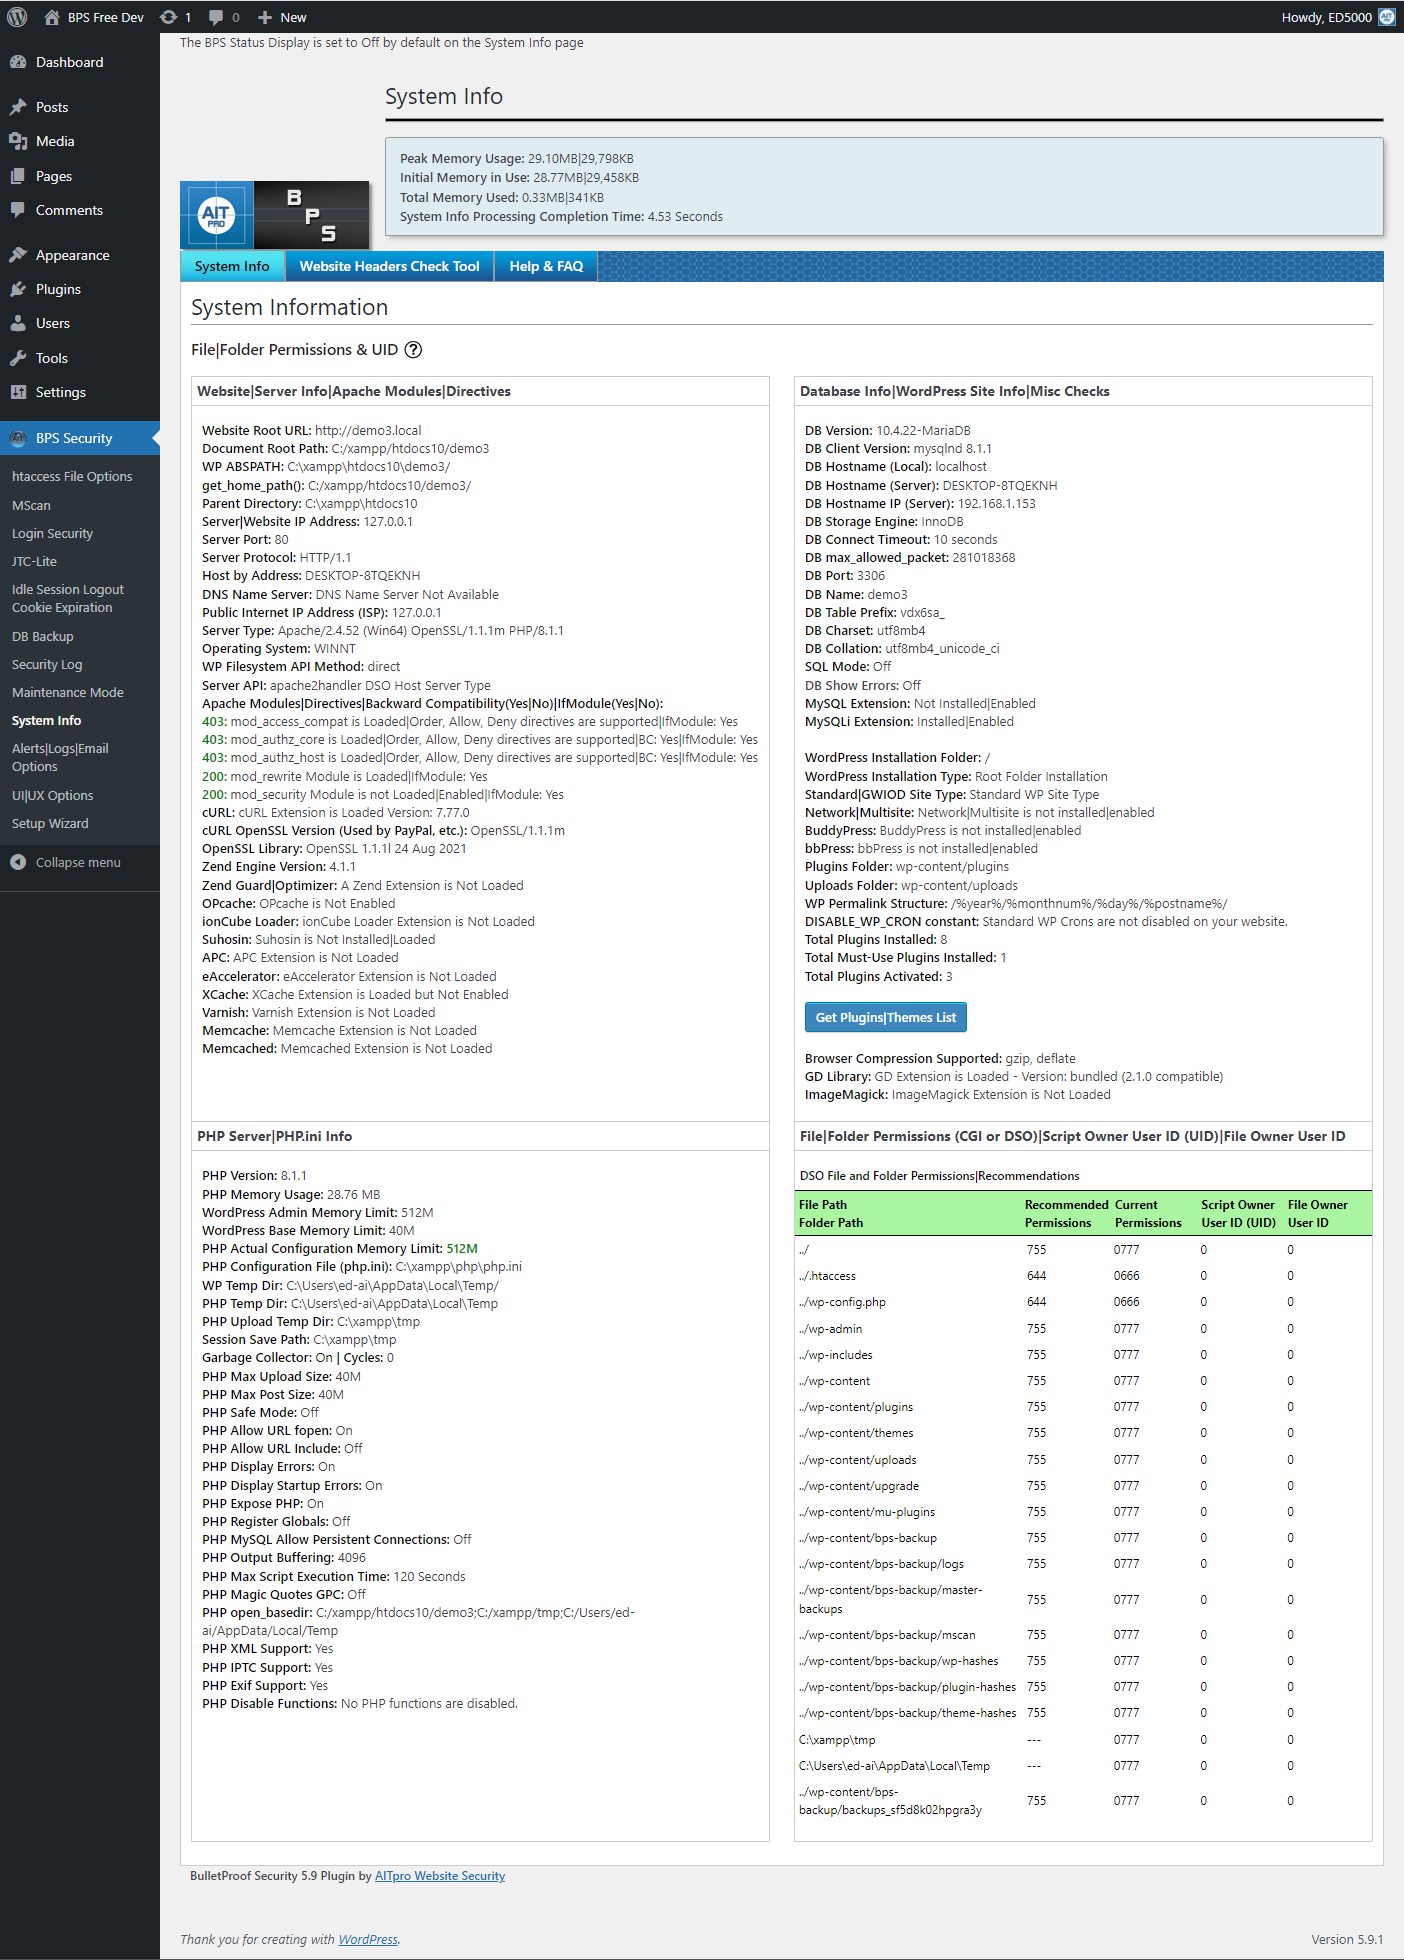 BPS Free Dev 1 0 New Howdy, ED5000
Dashboard
Posts
Media
Pages
Comments
Appearance
Plugins
Users
Tools
Settings
BPS Security
htaccess File Options
MScan
Login Security
JTC-Lite
Idle Session Logout
Cookie Expiration
DB Backup
Security Log
Maintenance Mode
System Info
Alerts|Logs|Email
Options
UI|UX Options
Setup Wizard
Collapse menu
The BPS Status Display is set to Off by default on the System Info page
System Info
Peak Memory Usage: 29.10MB|29,798KB
Initial Memory in Use: 28.77MB|29,458KB
Total Memory Used: 0.33MB|341KB
System Info Processing Completion Time: 4.53 Seconds
AIT
PRO
B
P
S
System Info Website Headers Check Tool Help & FAQ
System Information
File|Folder Permissions & UID ?
Website|Server Info|Apache Modules|Directives
Website Root URL: http://demo3.local
Document Root Path: C:/xampp/htdocs10/demo3
WP ABSPATH: C:\xampp\htdocs10\demo3/
get_home_path(): C:/xampp/htdocs10/demo3/
Parent Directory: C:\xampp\htdocs10
Server|Website IP Address: 127.0.0.1
Server Port: 80
Server Protocol: HTTP/1.1
Host by Address: DESKTOP-8TQEKNH
DNS Name Server: DNS Name Server Not Available
Public Internet IP Address (ISP): 127.0.0.1
Server Type: Apache/2.4.52 (Win64) OpenSSL/1.1.1m PHP/8.1.1
Operating System: WINNT
WP Filesystem API Method: direct
Server API: apache2handler DSO Host Server Type
Apache Modules|Directives|Backward Compatibility(Yes|No)|IfModule(Yes|No):
403: mod_access_compat is Loaded|Order, Allow, Deny directives are supported|IfModule: Yes
403: mod_authz_core is Loaded|Order, Allow, Deny directives are supported|BC: Yes|IfModule: Yes
403: mod_authz_host is Loaded|Order, Allow, Deny directives are supported|BC: Yes|IfModule: Yes
200: mod_rewrite Module is Loaded|IfModule: Yes
200: mod_security Module is not Loaded|Enabled|IfModule: Yes
cURL: cURL Extension is Loaded Version: 7.77.0
cURL OpenSSL Version (Used by PayPal, etc.): OpenSSL/1.1.1m
OpenSSL Library: OpenSSL 1.1.1l 24 Aug 2021
Zend Engine Version: 4.1.1
Zend Guard|Optimizer: A Zend Extension is Not Loaded
OPcache: OPcache is Not Enabled
ionCube Loader: ionCube Loader Extension is Not Loaded
Suhosin: Suhosin is Not Installed|Loaded
APC: APC Extension is Not Loaded
eAccelerator: eAccelerator Extension is Not Loaded
XCache: XCache Extension is Loaded but Not Enabled
Varnish: Varnish Extension is Not Loaded
Memcache: Memcache Extension is Not Loaded
Memcached: Memcached Extension is Not Loaded
Database Info|WordPress Site Info|Misc Checks
DB Version: 10.4.22-MariaDB
DB Client Version: mysqlnd 8.1.1
DB Hostname (Local): localhost
DB Hostname (Server): DESKTOP-8TQEKNH
DB Hostname IP (Server): 192.168.1.153
DB Storage Engine: InnoDB
DB Connect Timeout: 10 seconds
DB max_allowed_packet: 281018368
DB Port: 3306
DB Name: demo3
DB Table Prefix: vdx6sa_
DB Charset: utf8mb4
DB Collation: utf8mb4_unicode_ci
SQL Mode: Off
DB Show Errors: Off
MySQL Extension: Not Installed|Enabled
MySQLi Extension: Installed|Enabled
WordPress Installation Folder: /
WordPress Installation Type: Root Folder Installation
Standard|GWIOD Site Type: Standard WP Site Type
Network|Multisite: Network|Multisite is not installed|enabled
BuddyPress: BuddyPress is not installed|enabled
bbPress: bbPress is not installed|enabled
Plugins Folder: wp-content/plugins
Uploads Folder: wp-content/uploads
WP Permalink Structure: /%year%/%monthnum%/%day%/%postname%/
DISABLE_WP_CRON constant: Standard WP Crons are not disabled on your website.
Total Plugins Installed: 8
Total Must-Use Plugins Installed: 1
Total Plugins Activated: 3
Get Plugins|Themes List
Browser Compression Supported: gzip, deflate
GD Library: GD Extension is Loaded - Version: bundled (2.1.0 compatible)
ImageMagick: ImageMagick Extension is Not Loaded
PHP Server|PHP.ini Info
PHP Version: 8.1.1
PHP Memory Usage: 28.76 MB
WordPress Admin Memory Limit: 512M
WordPress Base Memory Limit: 40M
PHP Actual Configuration Memory Limit: 512M
PHP Configuration File (php.ini): C:\xampp\php\php.ini
WP Temp Dir: C:\Users\ed-ai\AppData\Local\Temp/
PHP Temp Dir: C:\Users\ed-ai\AppData\Local\Temp
PHP Upload Temp Dir: C:\xampp\tmp
Session Save Path: C:\xampp\tmp
Garbage Collector: On | Cycles: 0
PHP Max Upload Size: 40M
PHP Max Post Size: 40M
PHP Safe Mode: Off
PHP Allow URL fopen: On
PHP Allow URL Include: Off
PHP Display Errors: On
PHP Display Startup Errors: On
PHP Expose PHP: On
PHP Register Globals: Off
PHP MySQL Allow Persistent Connections: Off
PHP Output Buffering: 4096
PHP Max Script Execution Time: 120 Seconds
PHP Magic Quotes GPC: Off
PHP open_basedir: C:/xampp/htdocs10/demo3;C:/xampp/tmp;C:/Users/ed-
ai/AppData/Local/Temp
PHP XML Support: Yes
PHP IPTC Support: Yes
PHP Exif Support: Yes
PHP Disable Functions: No PHP functions are disabled.
File|Folder Permissions (CGI or DSO)|Script Owner User ID (UID)|File Owner User ID
DSO File and Folder Permissions|Recommendations
File Path Recommended Current Script Owner File Owner
Folder Path Permissions Permissions User ID (UID) User ID
../ 755 0777 0 0
../.htaccess 644 0666 0 0
../wp-config.php 644 0666 0 0
../wp-admin 755 0777 0 0
../wp-includes 755 0777 0 0
../wp-content 755 0777 0 0
../wp-content/plugins 755 0777 0 0
../wp-content/themes 755 0777 0 0
../wp-content/uploads 755 0777 0 0
../wp-content/upgrade 755 0777 0 0
../wp-content/mu-plugins 755 0777 0 0
../wp-content/bps-backup 755 0777 0 0
../wp-content/bps-backup/logs 755 0777 0 0
../wp-content/bps-backup/master-
backups 755 0777 0 0
../wp-content/bps-backup/mscan 755 0777 0 0
../wp-content/bps-backup/wp-hashes 755 0777 0 0
../wp-content/bps-backup/plugin-hashes 755 0777 0 0
../wp-content/bps-backup/theme-hashes 755 0777 0 0
C:\xampp\tmp --- 0777 0 0
C:\Users\ed-ai\AppData\Local\Temp --- 0777 0 0
../wp-content/bps-
backup/backups_sf5d8k02hpgra3y 755 0777 0 0
BulletProof Security 5.9 Plugin by AITpro Website Security
Thank you for creating with WordPress.
Version 5.9.1